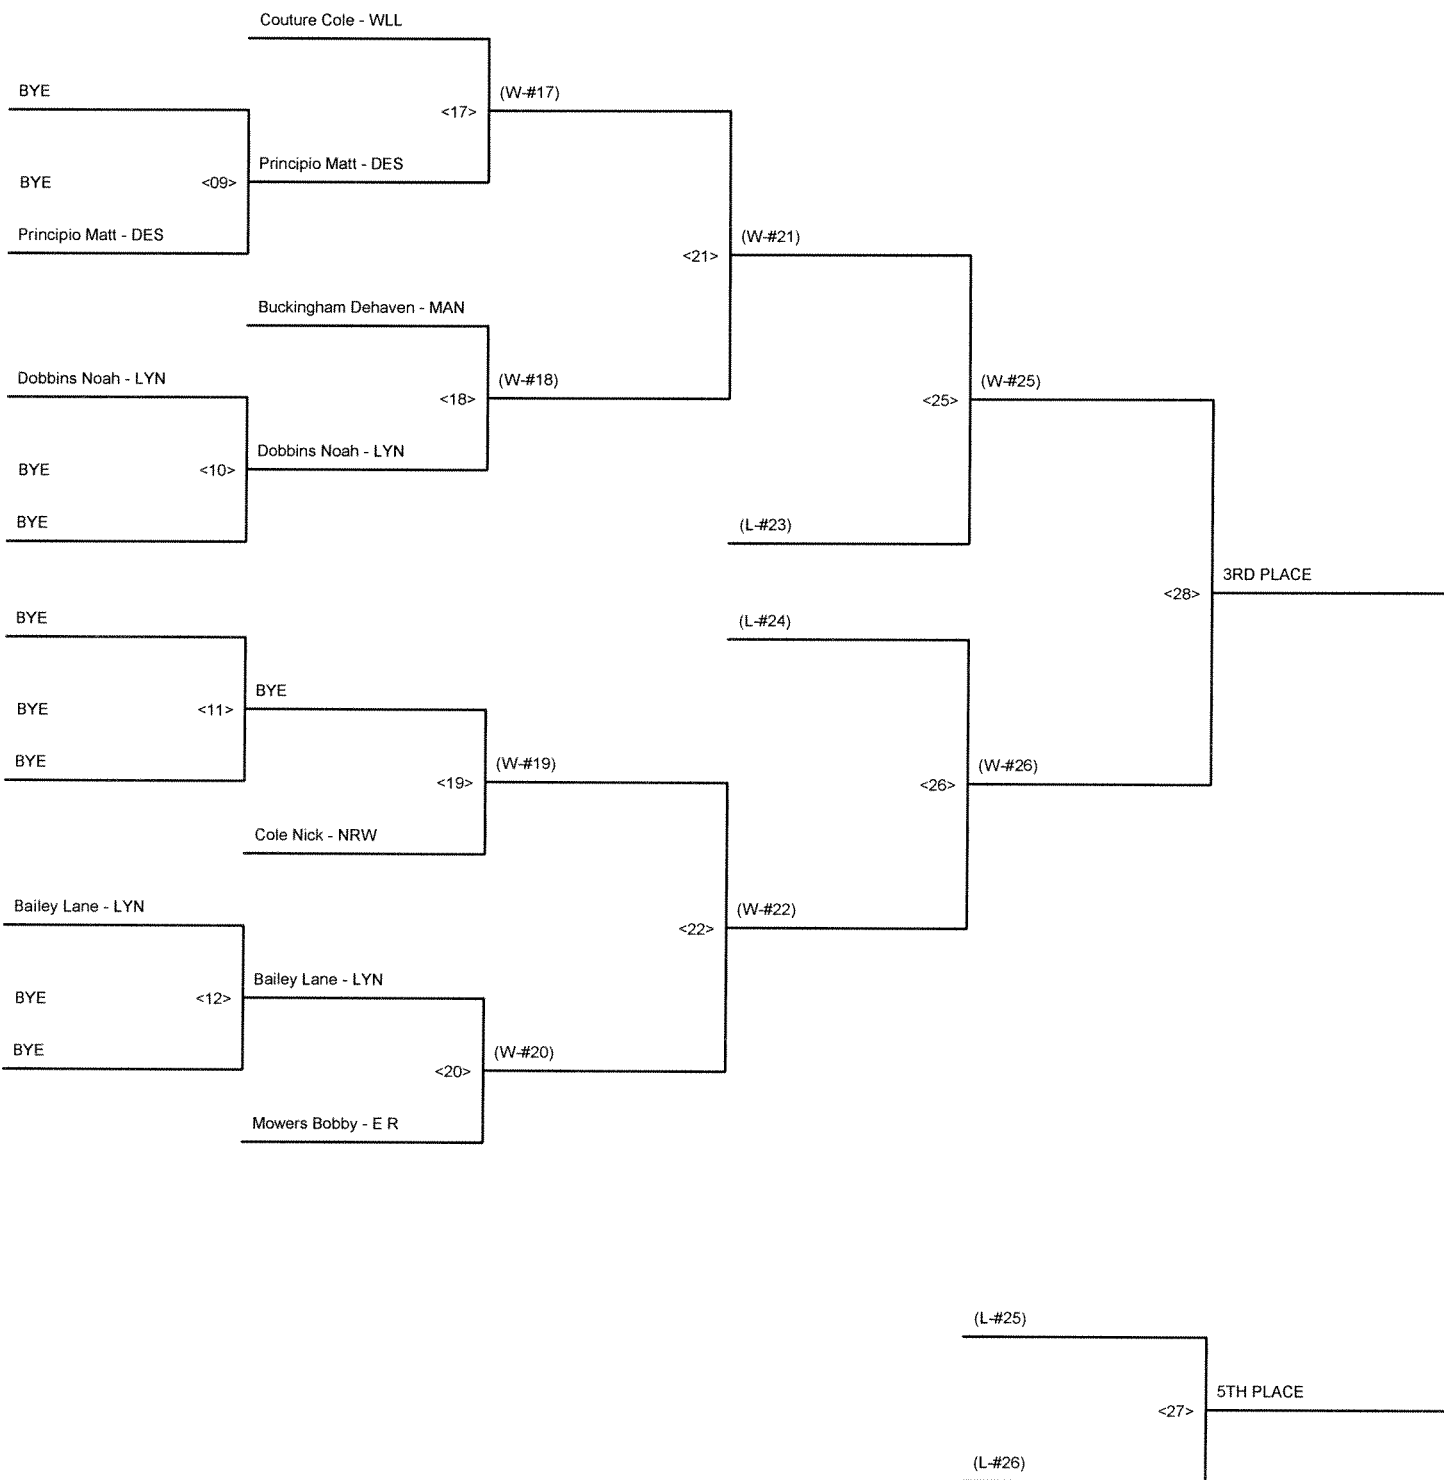 Couture Cole - WLL
BYE
(W-#17)
<17>
Principio Matt - DES
BYE
<09>
Principio Matt - DES
(W-#21)
<21>
Buckingham Dehaven - MAN
Dobbins Noah - LYN
(W-#18)
(W-#25)
<18>
<25>
Dobbins Noah - LYN
BYE
<10>
BYE
(L-#23)
3RD PLACE
<28>
BYE
(L-#24)
BYE
BYE
<11>
BYE
(W-#19)
(W-#26)
<19>
<26>
Cole Nick - NRW
Bailey Lane - LYN
(W-#22)
<22>
Bailey Lane - LYN
BYE
<12>
BYE
(W-#20)
<20>
Mowers Bobby - E R
(L-#25)
5TH PLACE
<27>
(L-#26)